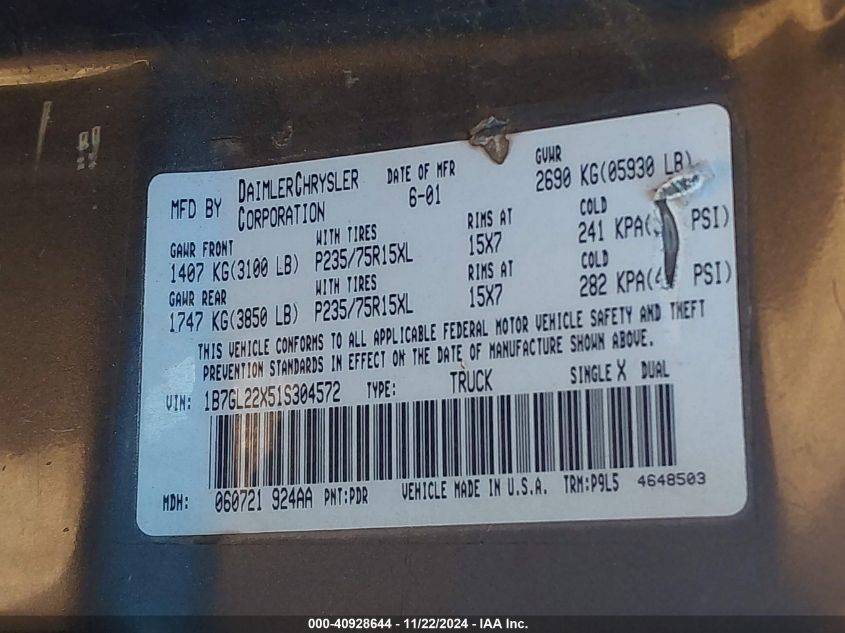 MFD BY DAIMLERCHRYSLER CORPORATION DATE OF MFR 6-01 GVWR 2690 KG(05930 LB)
GAWR FRONT WITH TIRES RIMS AT COLD
1407 KG(3100 LB) P235/75R15XL 15X7 241 KPA( PSI)
GAWR REAR WITH TIRES RIMS AT COLD
1747 KG(3850 LB) P235/75R15XL 15X7 282 KPA( PSI)
THIS VEHICLE CONFORMS TO ALL APPLICABLE FEDERAL MOTOR VEHICLE SAFETY AND THEFT
PREVENTION STANDARDS IN EFFECT ON THE DATE OF MANUFACTURE SHOWN ABOVE.
VIN: 1B7GL22X51S304572 TYPE: TRUCK SINGLE X DUAL
MDH: 060721 924AA PNT:PDR VEHICLE MADE IN U.S.A. TRM:P9L5 4648503
000-40928644 - 11/22/2024 - IAA Inc.